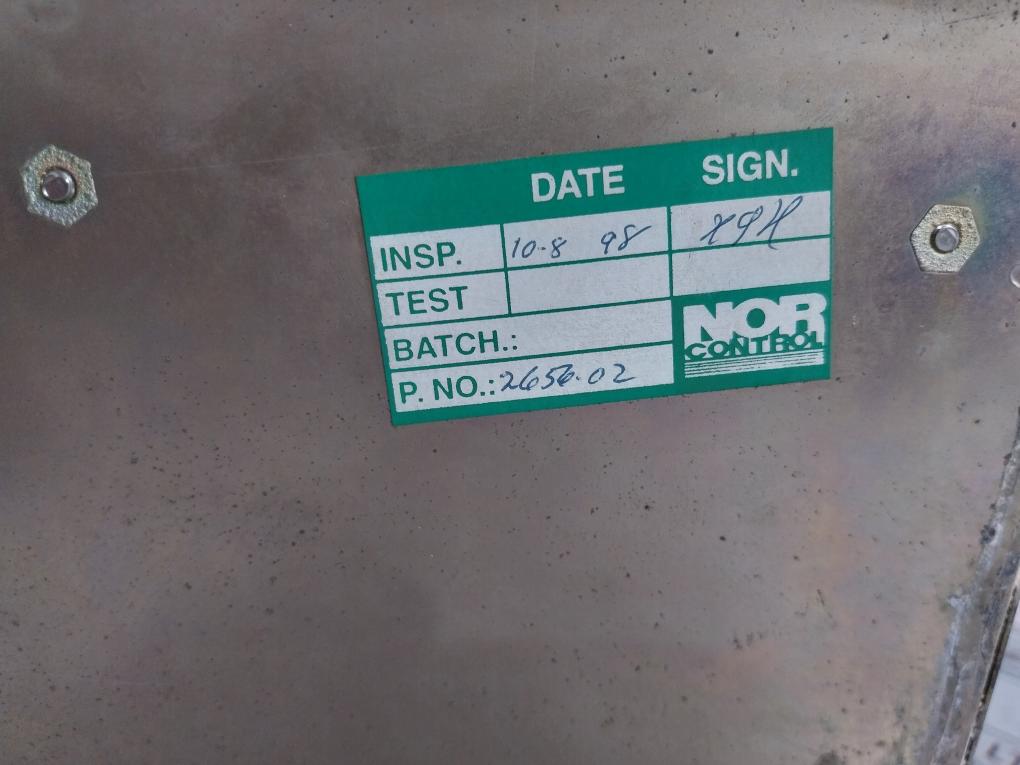 DATE SIGN.
INSP. 10-8 98
TEST
BATCH.:
P. NO.: 2656-02
NOR
CONTROL